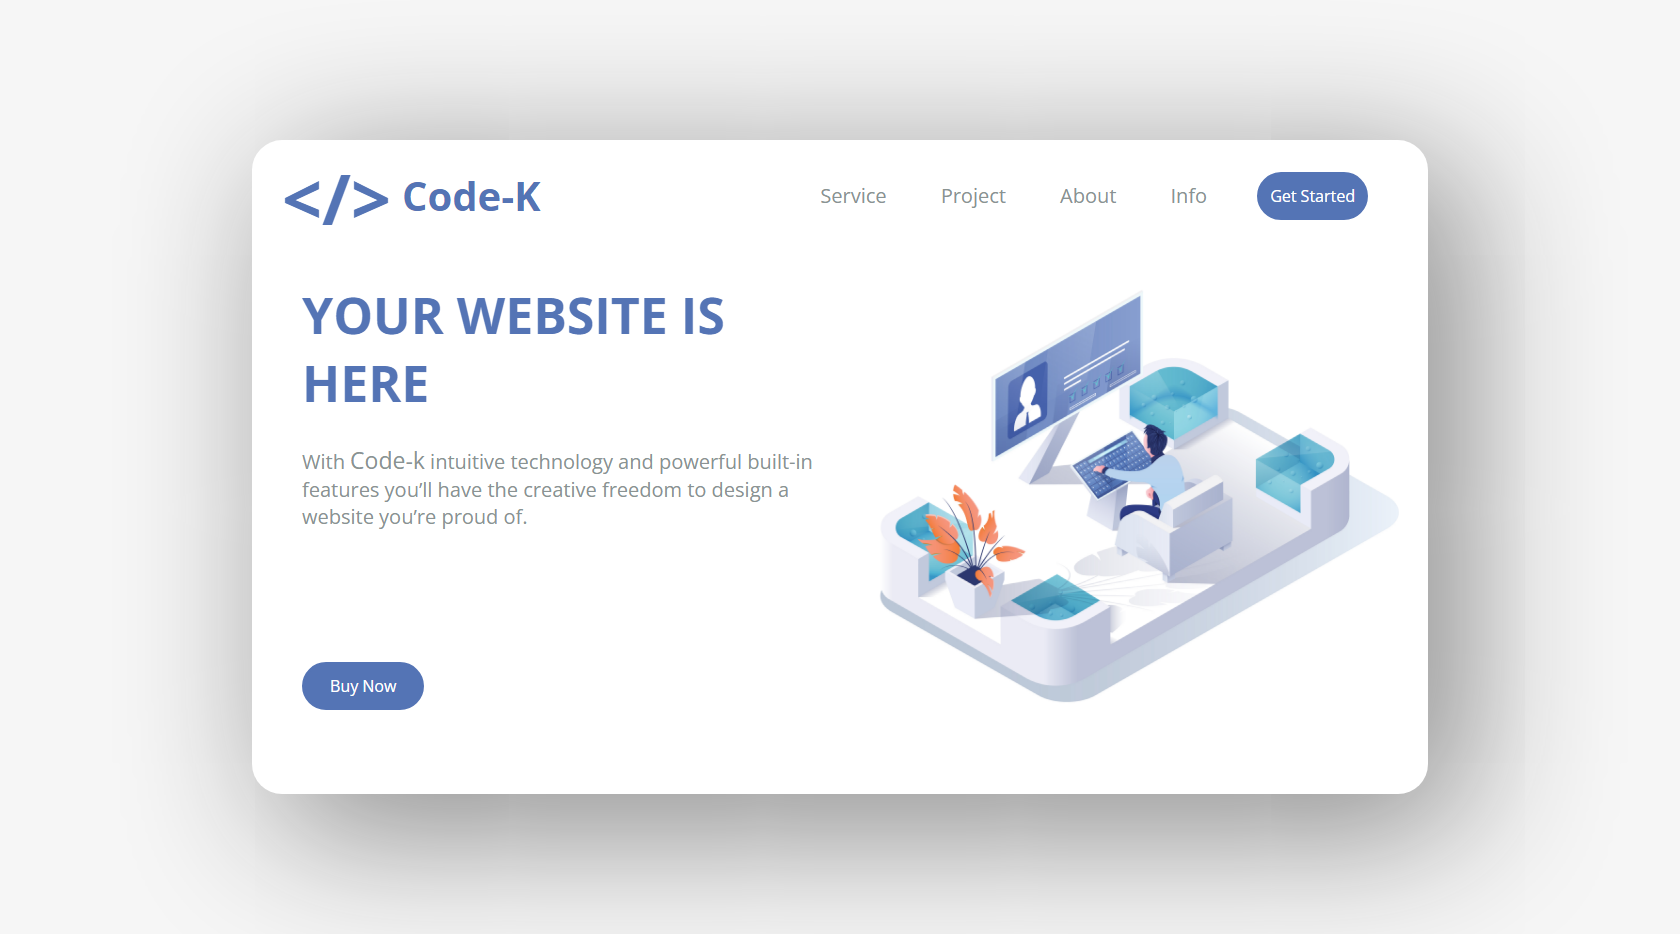 </> Code-K
Service
Project
About
Info
Get Started
YOUR WEBSITE IS
HERE
With Code-k intuitive technology and powerful built-in
features you’ll have the creative freedom to design a
website you’re proud of.
Buy Now